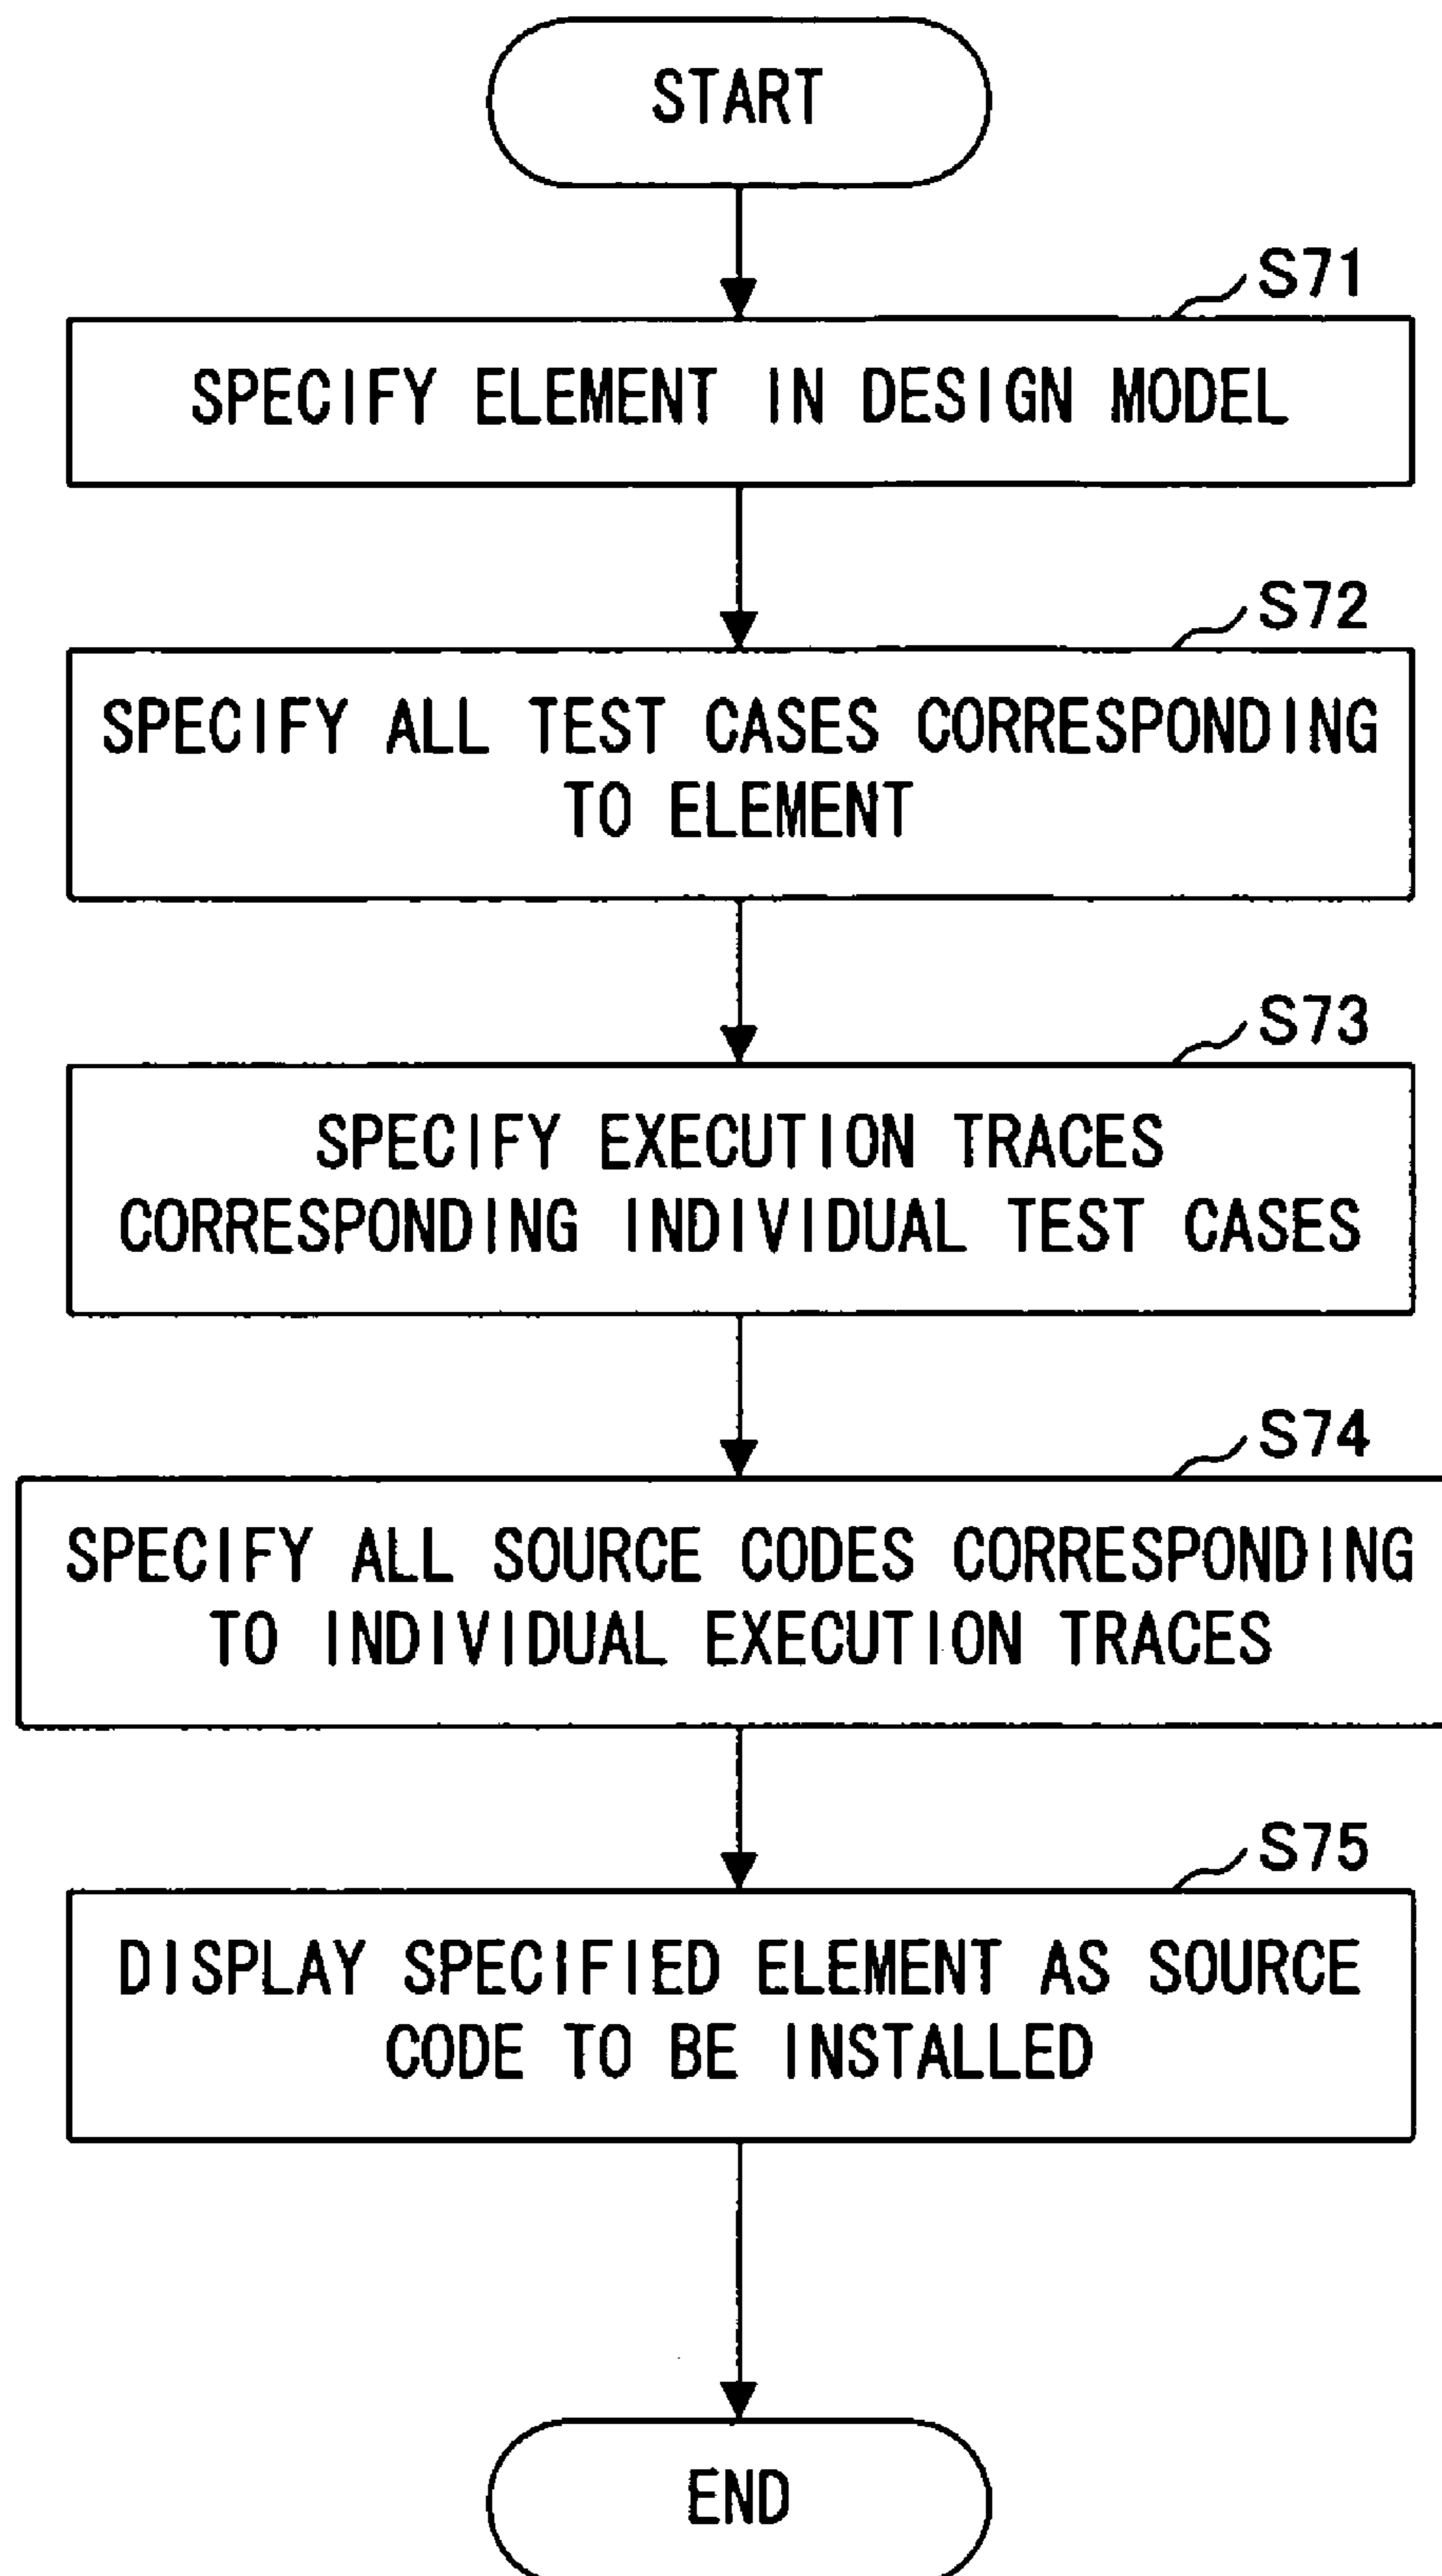 START
S71
SPECIFY ELEMENT IN DESIGN MODEL
S72
SPECIFY ALL TEST CASES CORRESPONDING
TO ELEMENT
S73
SPECIFY EXECUTION TRACES
CORRESPONDING INDIVIDUAL TEST CASES
S74
SPECIFY ALL SOURCE CODES CORRESPONDING
TO INDIVIDUAL EXECUTION TRACES
S75
DISPLAY SPECIFIED ELEMENT AS SOURCE
CODE TO BE INSTALLED
END